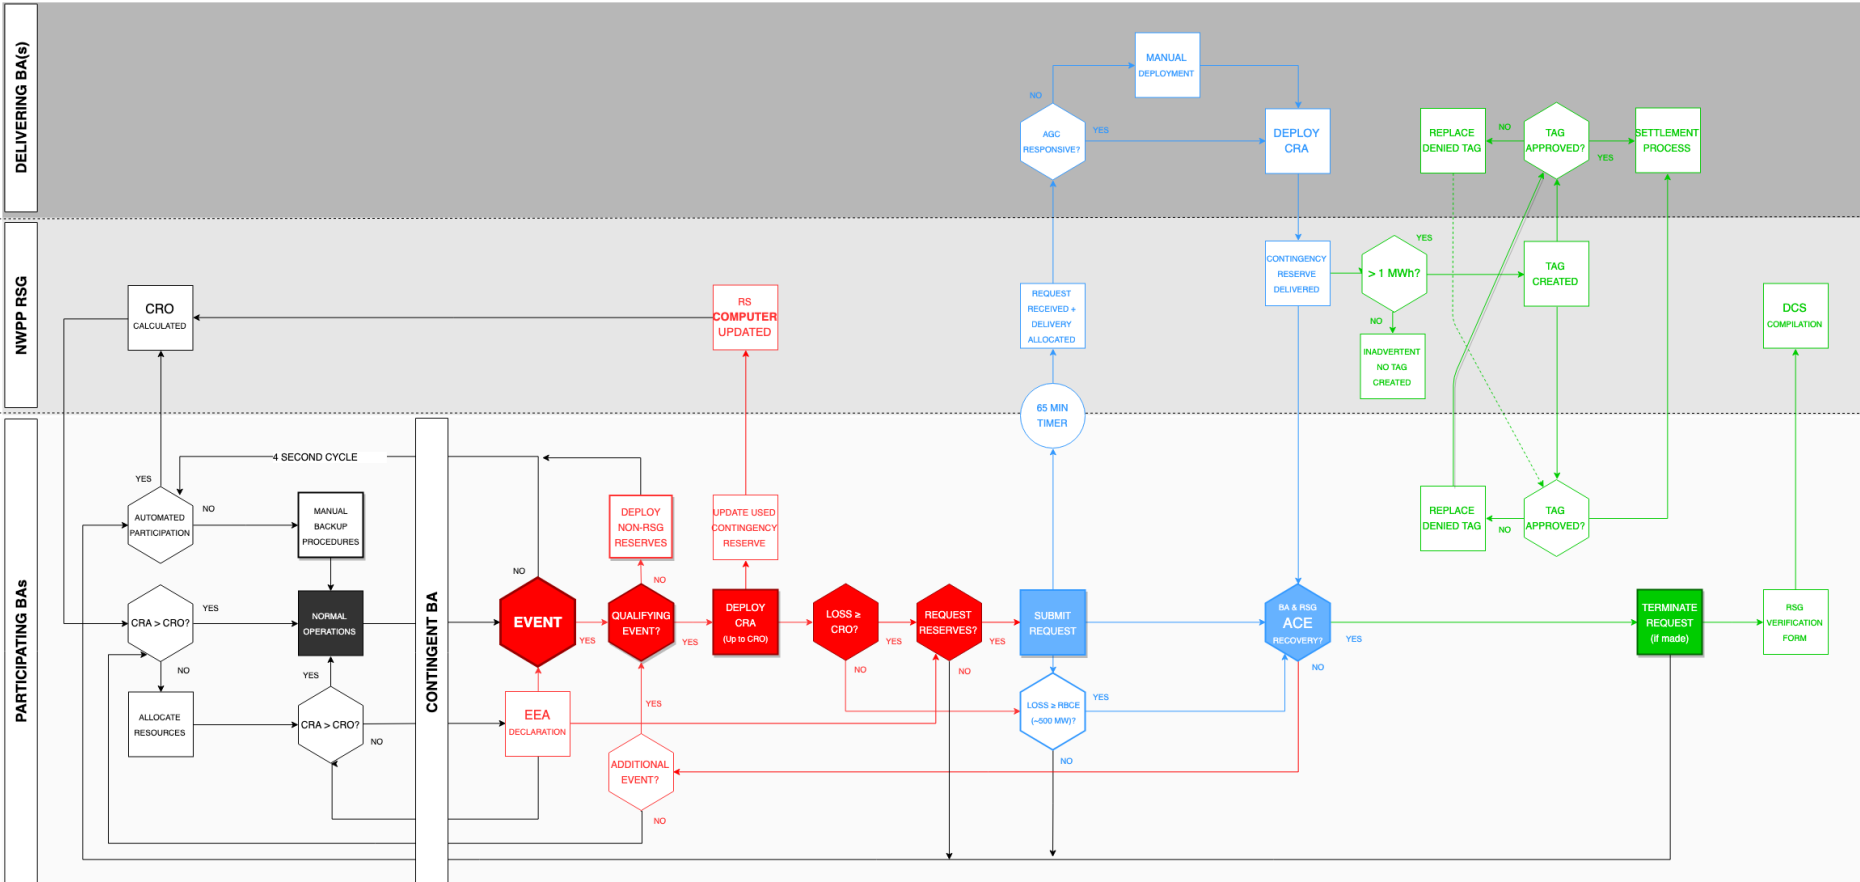 DELIVERING BA(s)
MANUAL
DEPLOYMENT
NO
AGC
RESPONSIVE?
YES
DEPLOY
CRA
REPLACE
DENIED TAG
NO
TAG
APPROVED?
YES
SETTLEMENT
PROCESS
NWPP RSG
CRO
CALCULATED
RS
COMPUTER
UPDATED
REQUEST
RECEIVED +
DELIVERY
ALLOCATED
CONTINGENCY
RESERVE
DELIVERED
YES
> 1 MWh?
NO
INADVERTENT
NO TAG
CREATED
TAG
CREATED
DCS
COMPILATION
65 MIN
TIMER
PARTICIPATING BAs
CONTINGENT BA
4 SECOND CYCLE
YES
AUTOMATED
PARTICIPATION
NO
MANUAL
BACKUP
PROCEDURES
CRA > CRO?
YES
NORMAL
OPERATIONS
NO
YES
ALLOCATE
RESOURCES
CRA > CRO?
NO
NO
EVENT
YES
EEA
DECLARATION
DEPLOY
NON-RSG
RESERVES
NO
QUALIFYING
EVENT?
YES
YES
ADDITIONAL
EVENT?
NO
UPDATE USED
CONTINGENCY
RESERVE
DEPLOY
CRA
(Up to CRO)
LOSS ≥
CRO?
YES
NO
REQUEST
RESERVES?
YES
NO
SUBMIT
REQUEST
LOSS ≥ RBCE
(~500 MW)?
YES
NO
BA & RSG
ACE
RECOVERY?
YES
NO
REPLACE
DENIED TAG
NO
TAG
APPROVED?
TERMINATE
REQUEST
(if made)
RSG
VERIFICATION
FORM